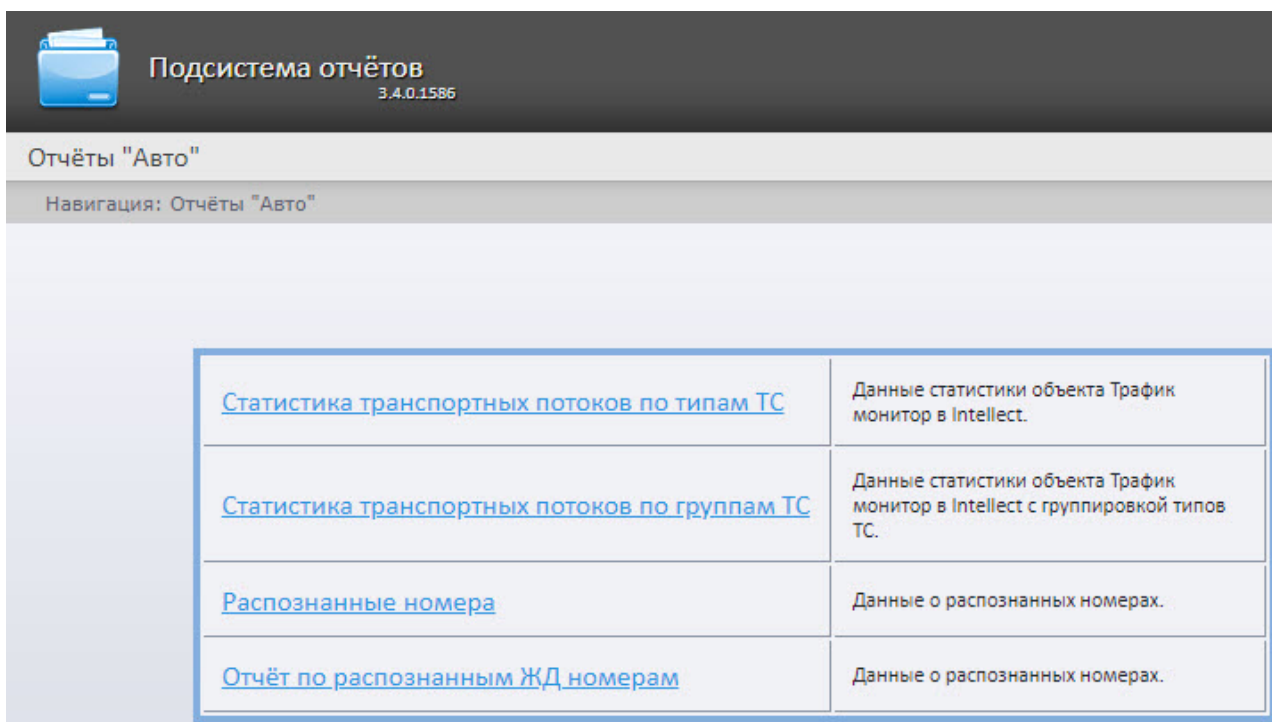 Подсистема отчётов
3.4.0.1586
Отчёты "Авто"
Навигация: Отчёты "Авто"
Статистика транспортных потоков по типам ТС
Данные статистики объекта Трафик
монитор в Intellect.
Статистика транспортных потоков по группам ТС
Данные статистики объекта Трафик
монитор в Intellect с группировкой типов
ТС.
Распознанные номера
Данные о распознанных номерах.
Отчёт по распознанным ЖД номерам
Данные о распознанных номерах.